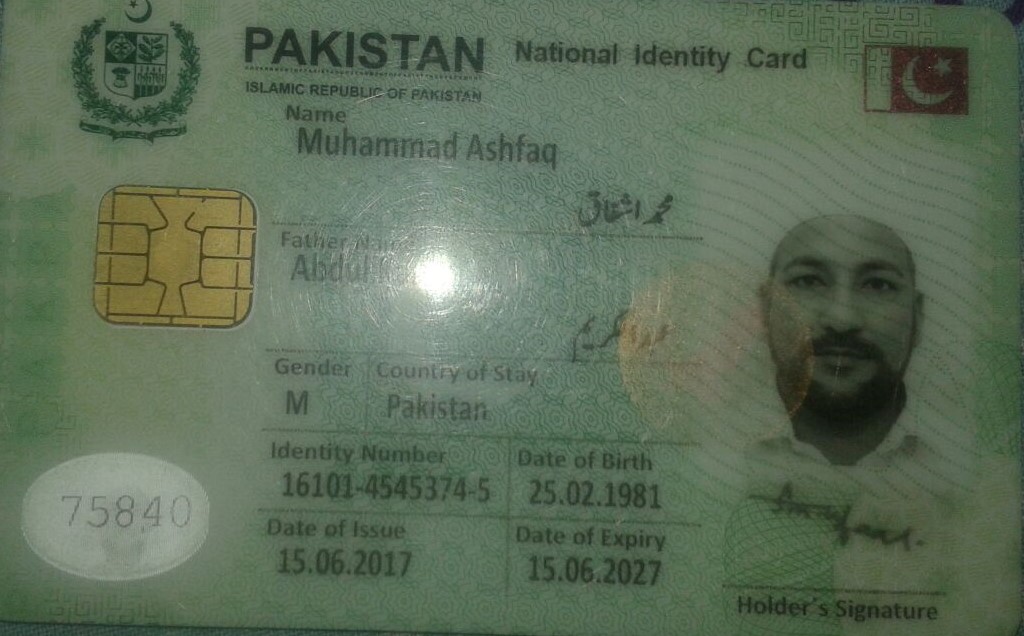 PAKISTAN National Identity Card
ISLAMIC REPUBLIC OF PAKISTAN
Name
Muhammad Ashfaq
محمد اشفاق
Father Name
Abdul
Gender Country of Stay
M Pakistan
Identity Number Date of Birth
16101-4545374-5 25.02.1981
Date of Issue Date of Expiry
15.06.2017 15.06.2027
75840
Holder's Signature